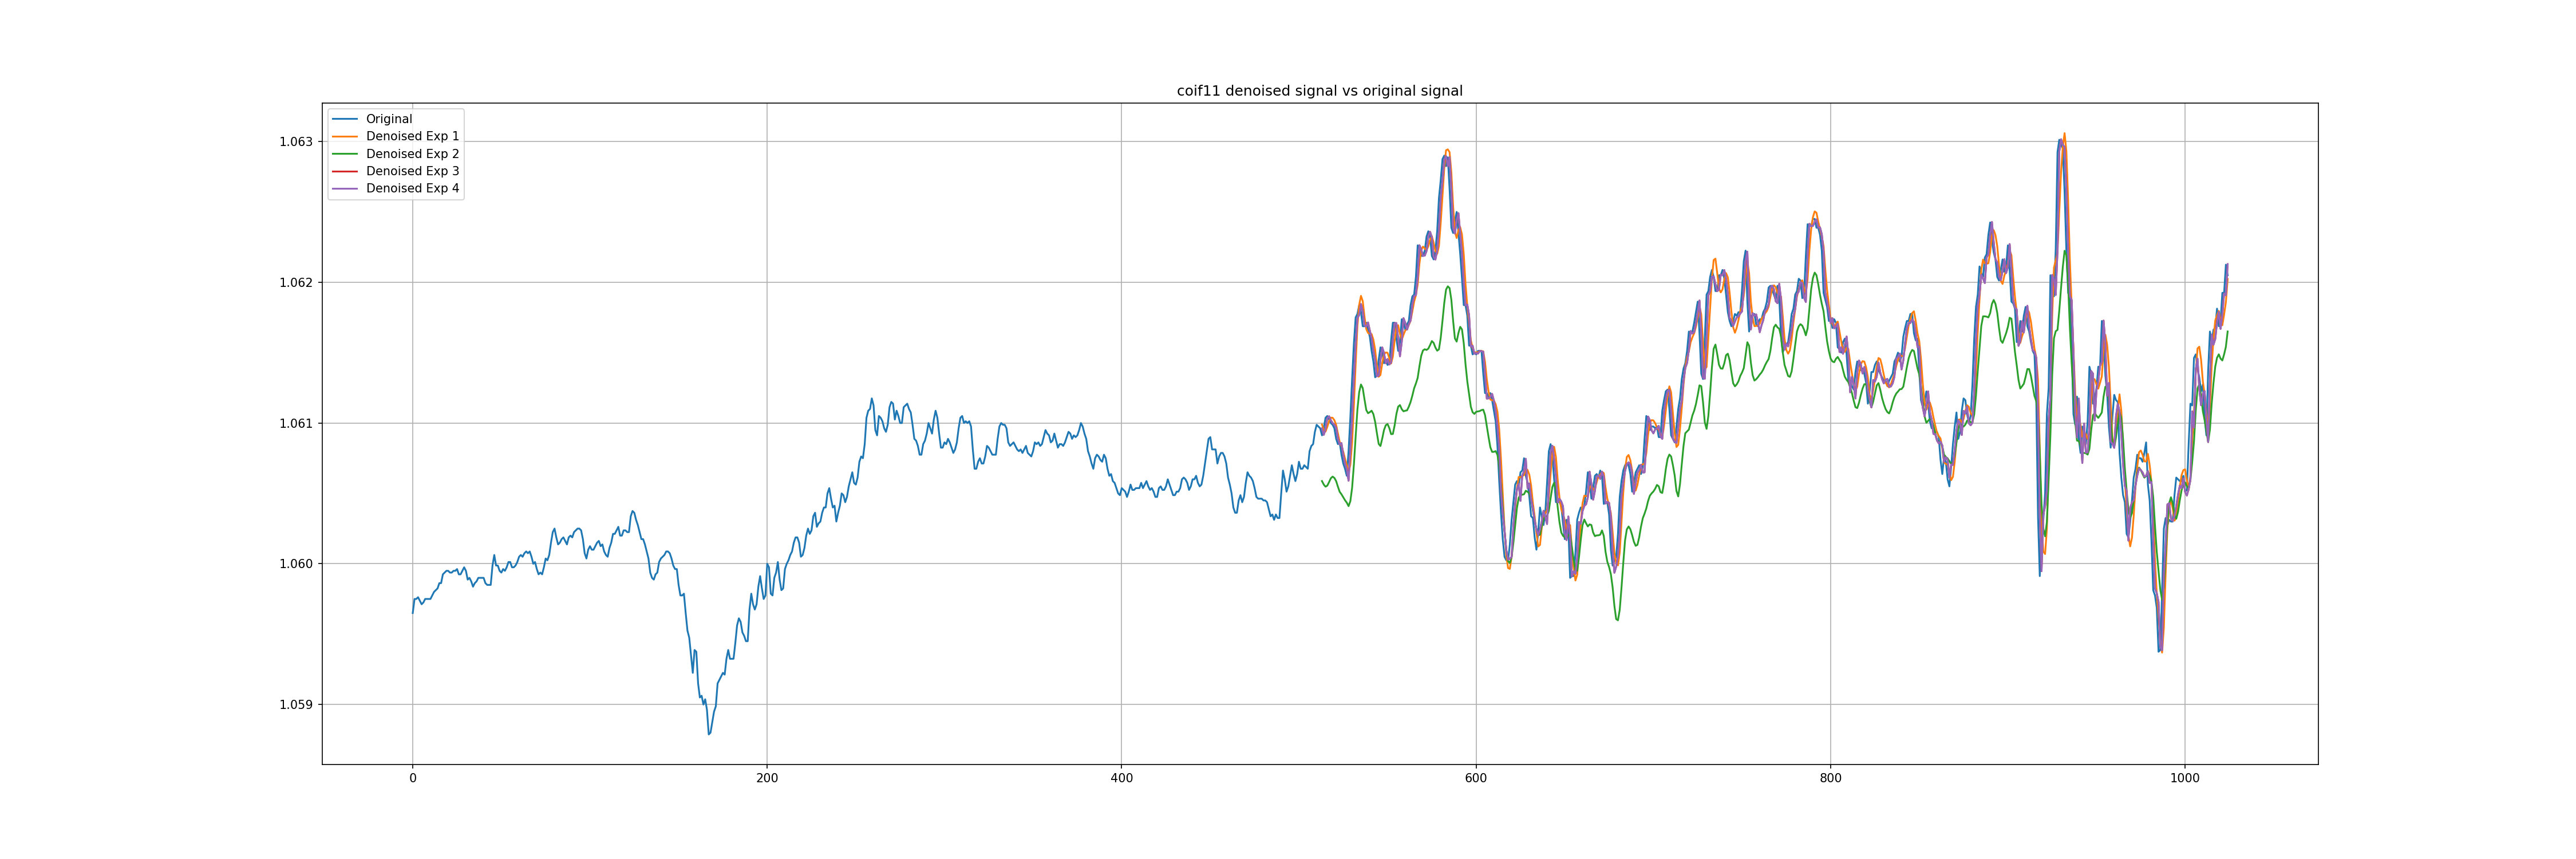 coif11 denoised signal vs original signal
Original
Denoised Exp 1
Denoised Exp 2
Denoised Exp 3
Denoised Exp 4
1.063
1.062
1.061
1.060
1.059
0 200 400 600 800 1000